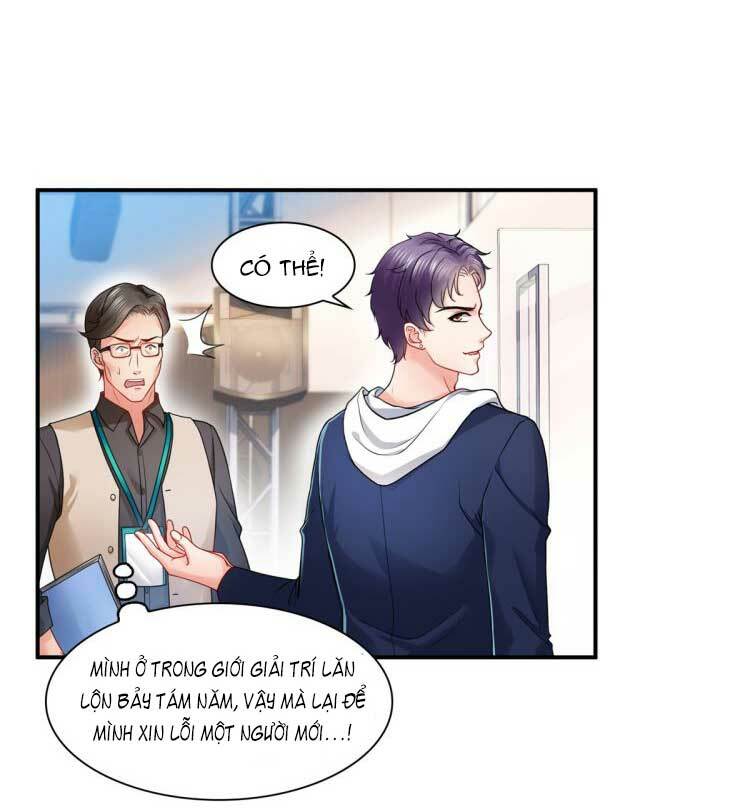 CÓ THỂ!
MÌNH Ở TRONG GIỚI GIẢI TRÍ LĂN
LỘN BẢY TÁM NĂM, VẬY MÀ LẠI ĐỂ
MÌNH XIN LỖI MỘT NGƯỜI MỚI...!